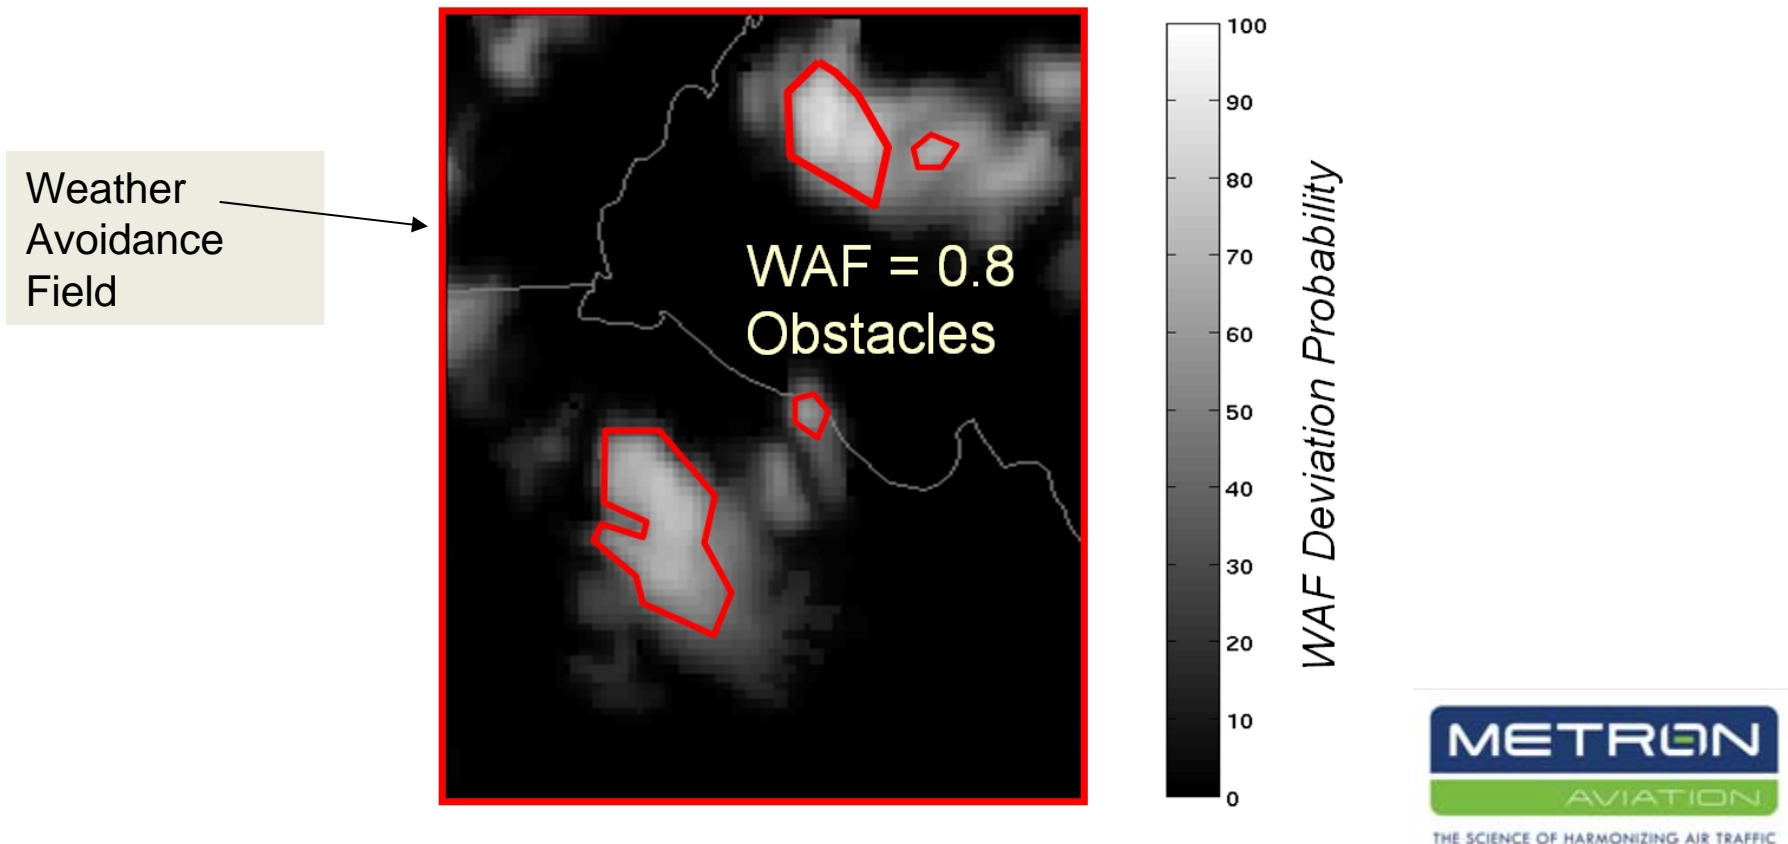 Weather
Avoidance
Field
WAF = 0.8
Obstacles
100
90
80
70
60
50
40
30
20
10
0
WAF Deviation Probability
METRON
AVIATION
THE SCIENCE OF HARMONIZING AIR TRAFFIC